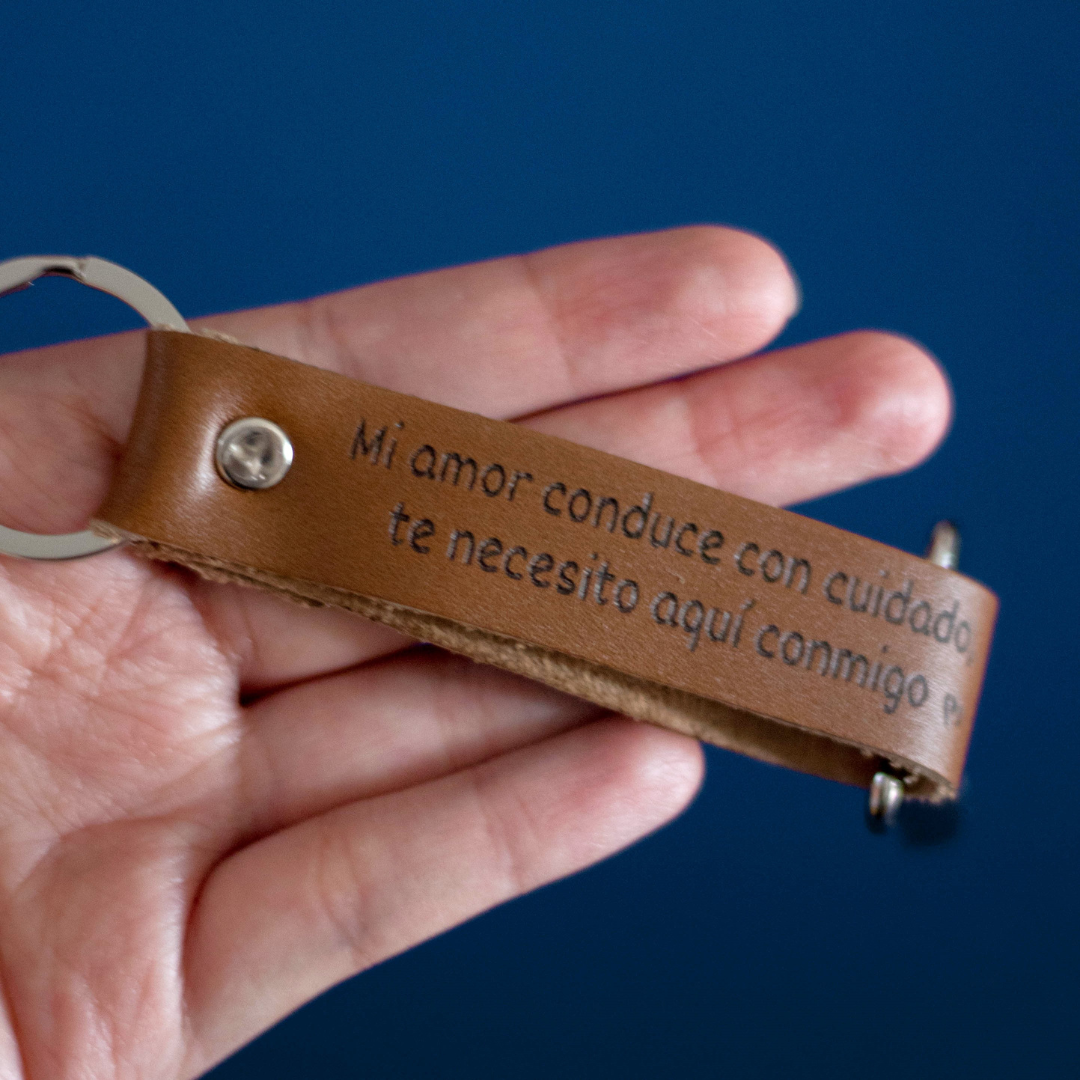 Mi amor conduce con cuidado,
te necesito aquí conmigo